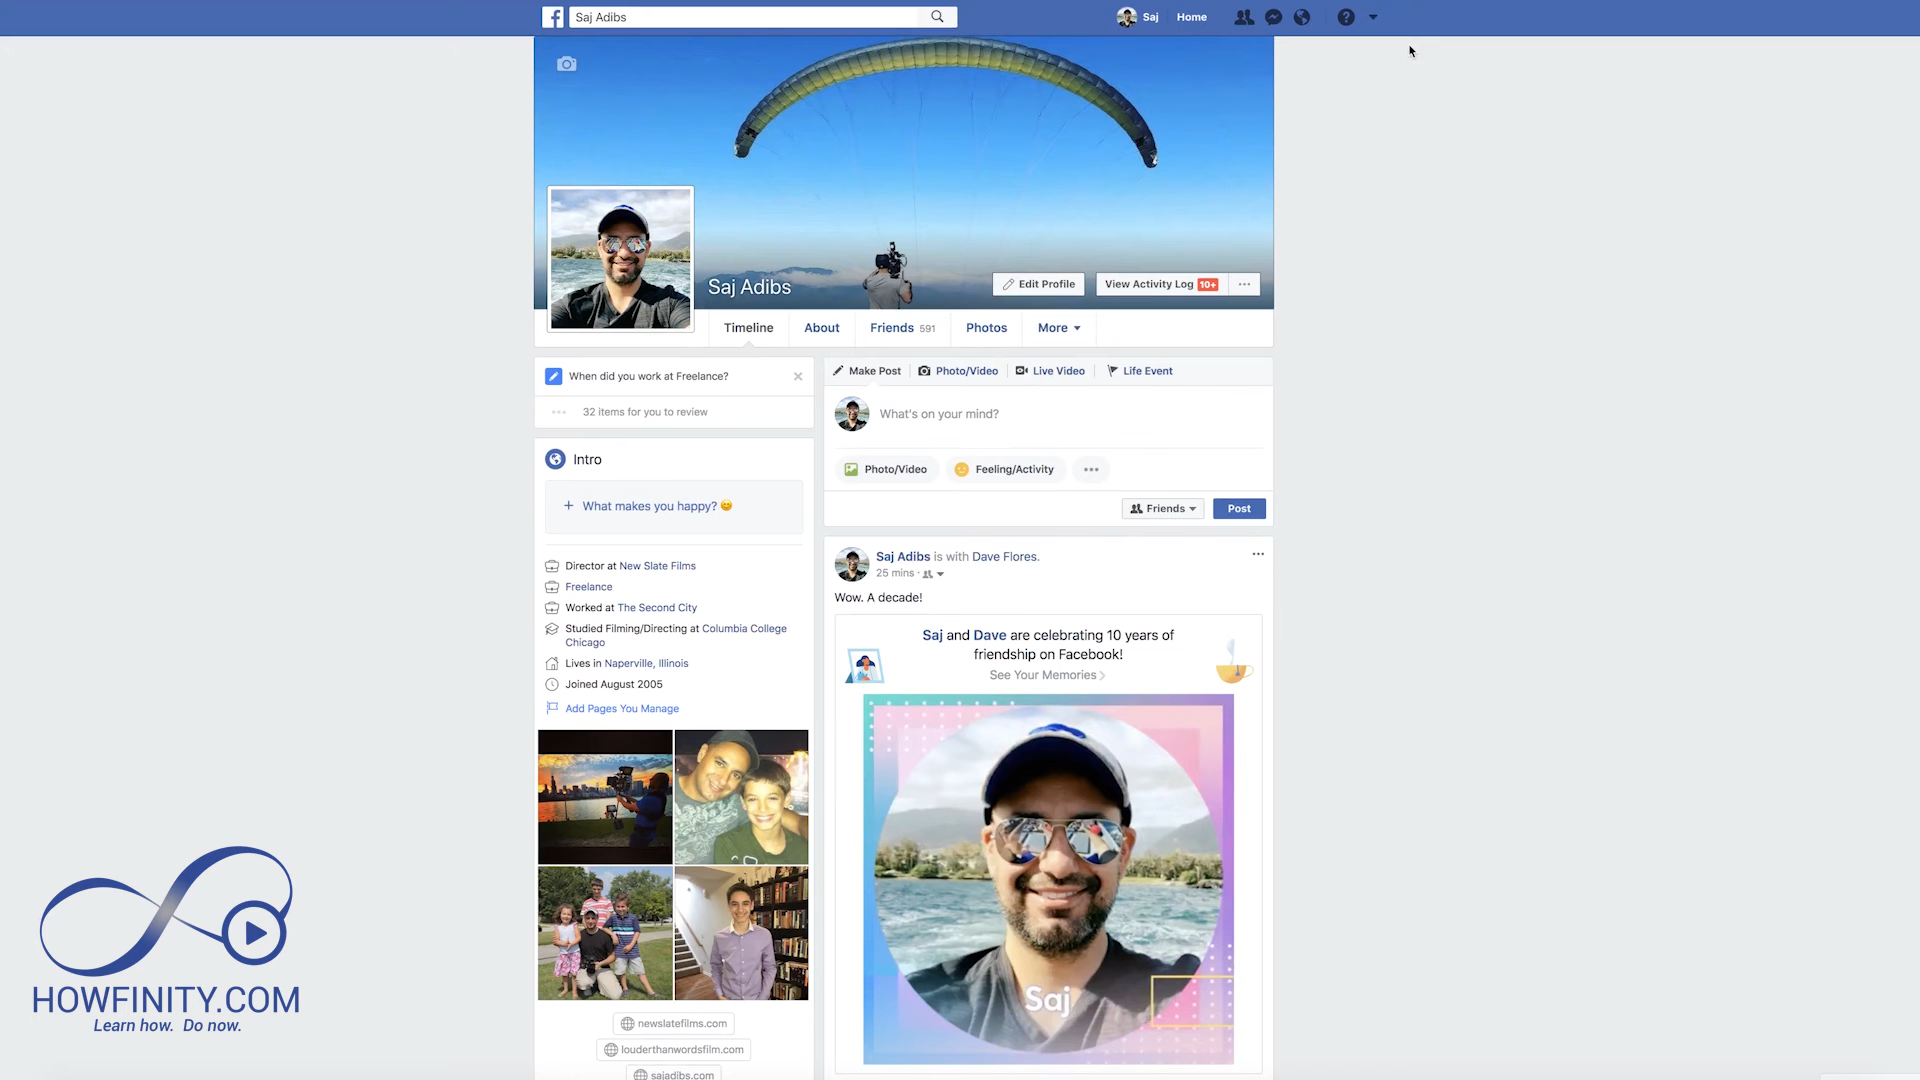 Saj Adibs
Saj
Home
Saj Adibs
Edit Profile
View Activity Log 10+
Timeline
About
Friends 591
Photos
More
When did you work at Freelance?
32 items for you to review
Intro
What makes you happy?
Director at New Slate Films
Freelance
Worked at The Second City
Studied Filming/Directing at Columbia College
Chicago
Lives in Naperville, Illinois
Joined August 2005
Add Pages You Manage
newslatefilms.com
louderthanwordsfilm.com
sajadibs.com
Make Post
Photo/Video
Live Video
Life Event
What's on your mind?
Photo/Video
Feeling/Activity
Friends
Post
Saj Adibs is with Dave Flores.
25 mins ·
Wow. A decade!
Saj and Dave are celebrating 10 years of
friendship on Facebook!
See Your Memories
Saj
HOWFINITY.COM
Learn how. Do now.